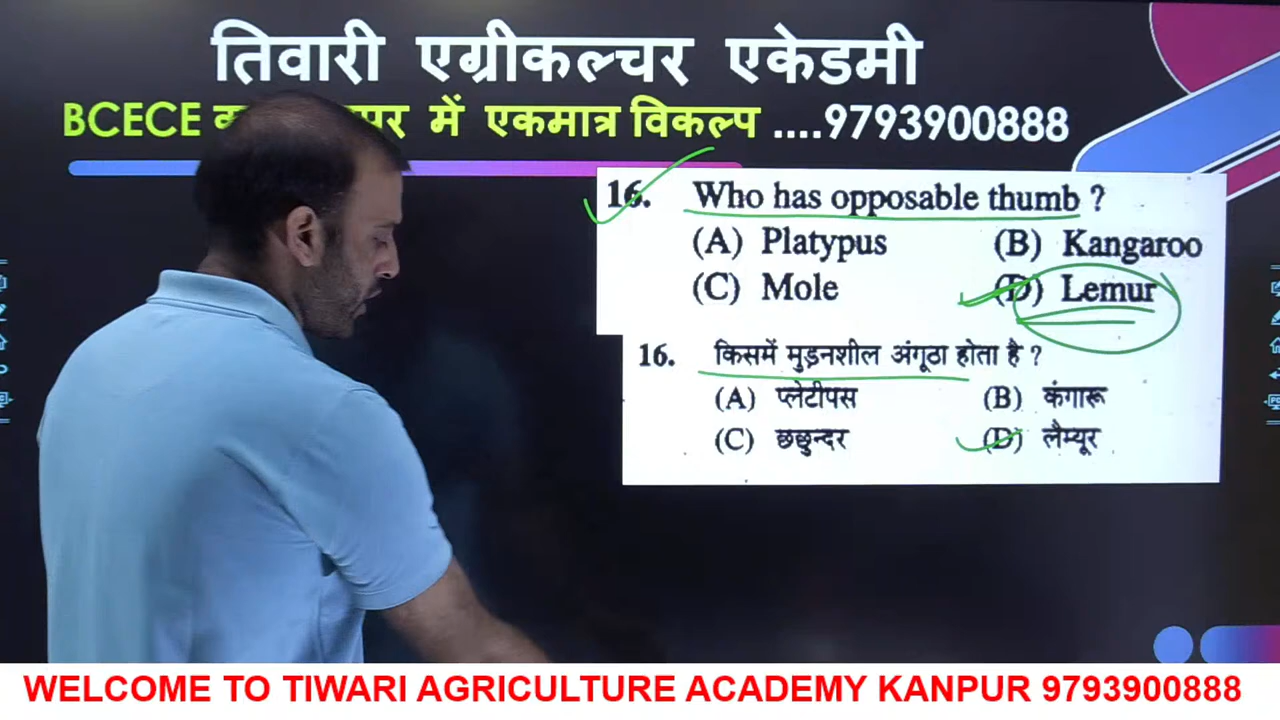 तिवारी एग्रीकल्चर एकेडमी
BCECE में एकमात्र विकल्प ....9793900888
16. Who has opposable thumb ?
(A) Platypus (B) Kangaroo
(C) Mole (D) Lemur
16. किसमें मुड़नशील अंगूठा होता है ?
(A) प्लेटीपस (B) कंगारू
(C) छछुन्दर (D) लैम्यूर
WELCOME TO TIWARI AGRICULTURE ACADEMY KANPUR 9793900888